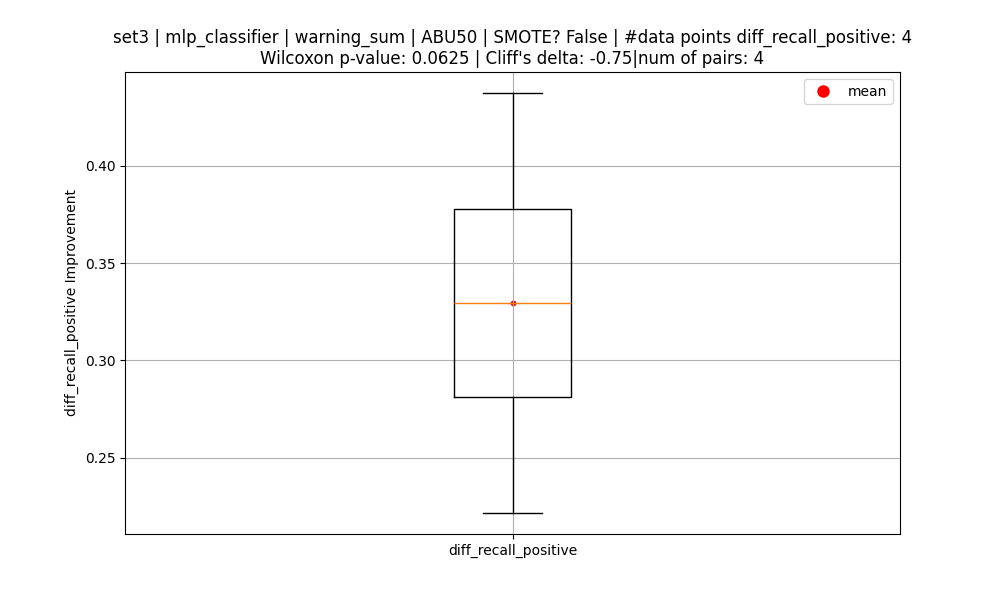 set3 | mlp_classifier | warning_sum | ABU50 | SMOTE? False | #data points diff_recall_positive: 4
Wilcoxon p-value: 0.0625 | Cliff's delta: -0.75|num of pairs: 4
mean
0.40
0.35
0.30
0.25
diff_recall_positive Improvement
diff_recall_positive